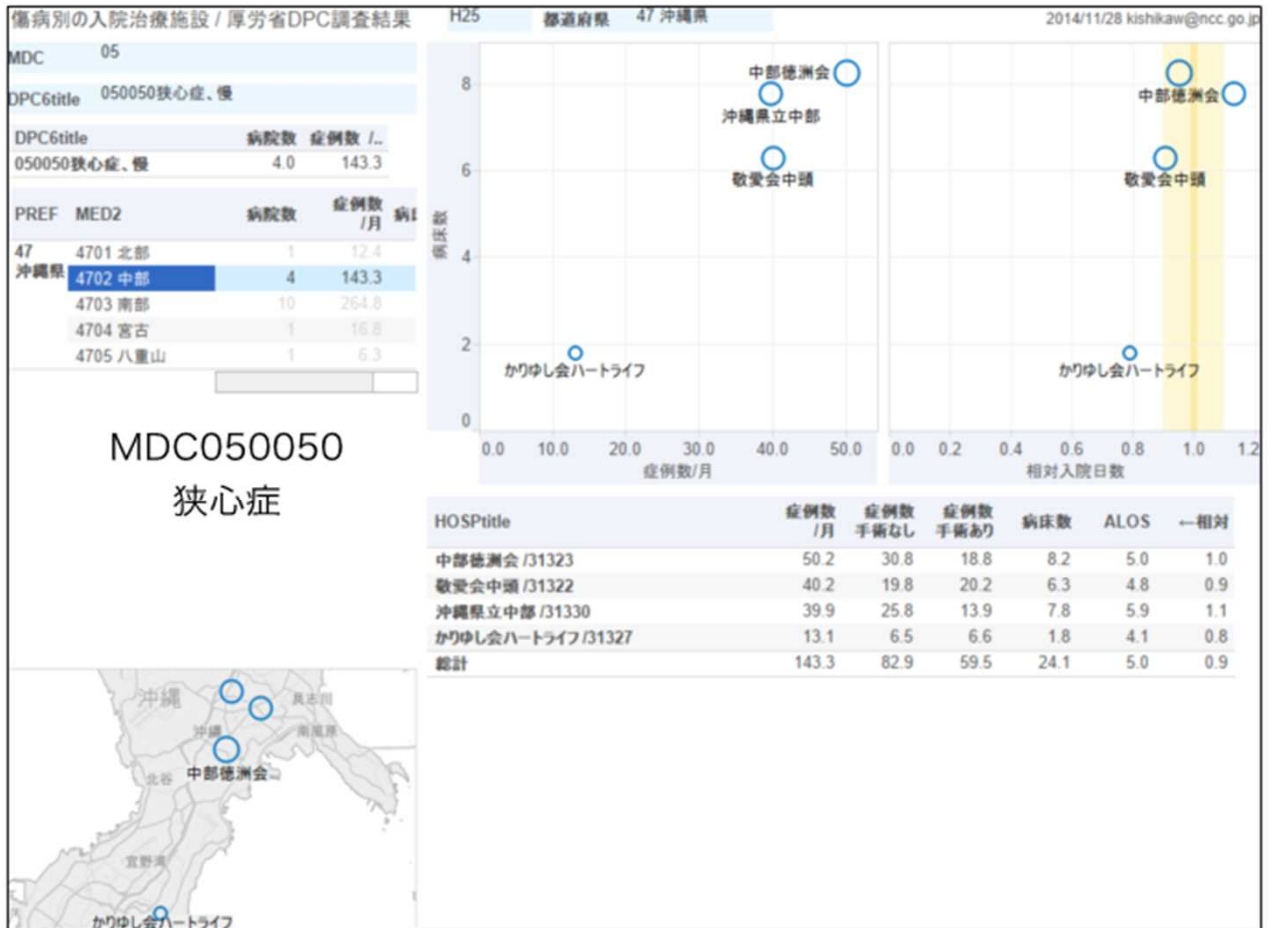 傷病別の入院治療施設 / 厚労省DPC調査結果
H25
都道府県 47 沖縄県
2014/11/28 kishikaw@ncc.go.jp
MDC 05
DPC6title 050050狭心症、慢
DPC6title 病院数 症例数 /..
050050狭心症、慢 4.0 143.3
PREF MED2 病院数 症例数/月
47 沖縄県
4701 北部 1 12.4
4702 中部 4 143.3
4703 南部 10 264.8
4704 宮古 1 16.8
4705 八重山 1 6.3
MDC050050
狭心症
病床数
8
6
4
2
0
中部徳洲会
沖縄県立中部
敬愛会中頭
かりゆし会ハートライフ
0.0 10.0 20.0 30.0 40.0 50.0
症例数/月
中部徳洲会
敬愛会中頭
かりゆし会ハートライフ
0.0 0.2 0.4 0.6 0.8 1.0 1.2
相対入院日数
HOSPtitle 症例数/月 症例数手術なし 症例数手術あり 病床数 ALOS ←相対
中部徳洲会 /31323 50.2 30.8 18.8 8.2 5.0 1.0
敬愛会中頭 /31322 40.2 19.8 20.2 6.3 4.8 0.9
沖縄県立中部 /31330 39.9 25.8 13.9 7.8 5.9 1.1
かりゆし会ハートライフ /31327 13.1 6.5 6.6 1.8 4.1 0.8
総計 143.3 82.9 59.5 24.1 5.0 0.9
沖縄
具志川
沖縄
南風原
中部徳洲会
北谷
宜野湾
かりゆし会ハートライフ